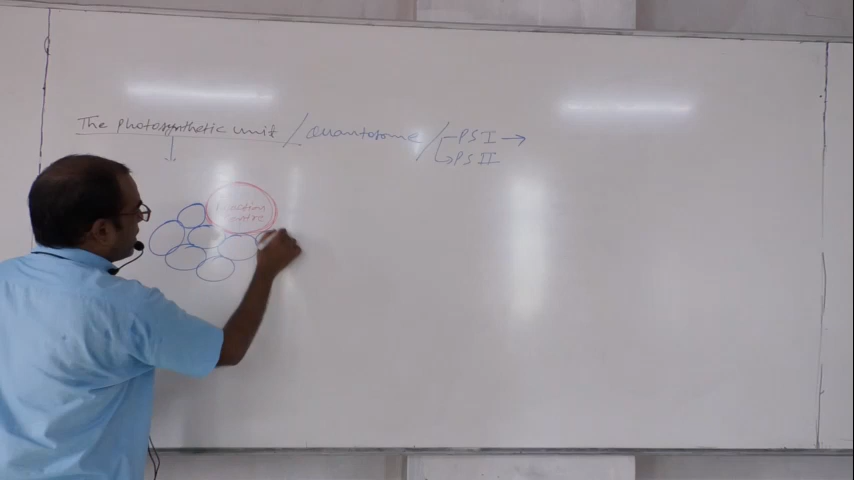 The photosynthetic unit / Quantosome / PS I →
PS II
Reaction
Centre